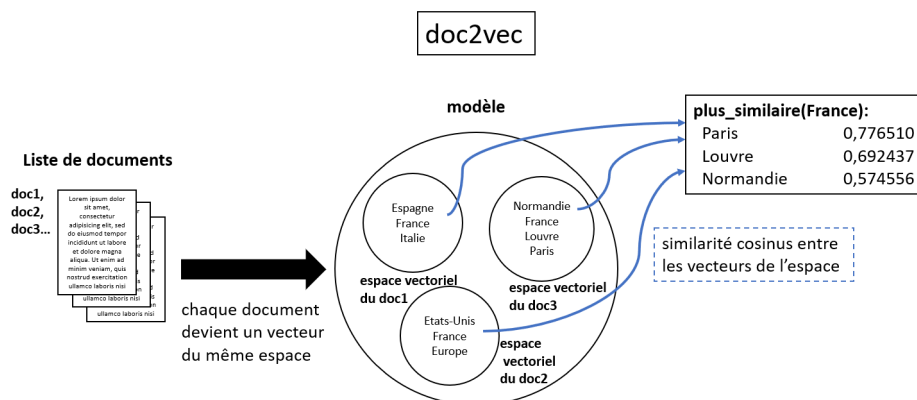 doc2vec
modèle
plus_similaire(France):
Paris 0,776510
Louvre 0,692437
Normandie 0,574556
Liste de documents
doc1,
doc2,
doc3...
Lorem ipsum dolor
sit amet,
consectetur
adipisicing elit, sed
do eiusmod tempor
incididunt ut labore
et dolore magna
aliqua. Ut enim ad
minim veniam, quis
nostrud exercitation
ullamco laboris nisi
ullamco laboris nisi
ullamco laboris nisi
chaque document
devient un vecteur
du même espace
Espagne
France
Italie
espace vectoriel
du doc1
Normandie
France
Louvre
Paris
espace vectoriel
du doc3
Etats-Unis
France
Europe
espace
vectoriel
du doc2
similarité cosinus entre
les vecteurs de l'espace